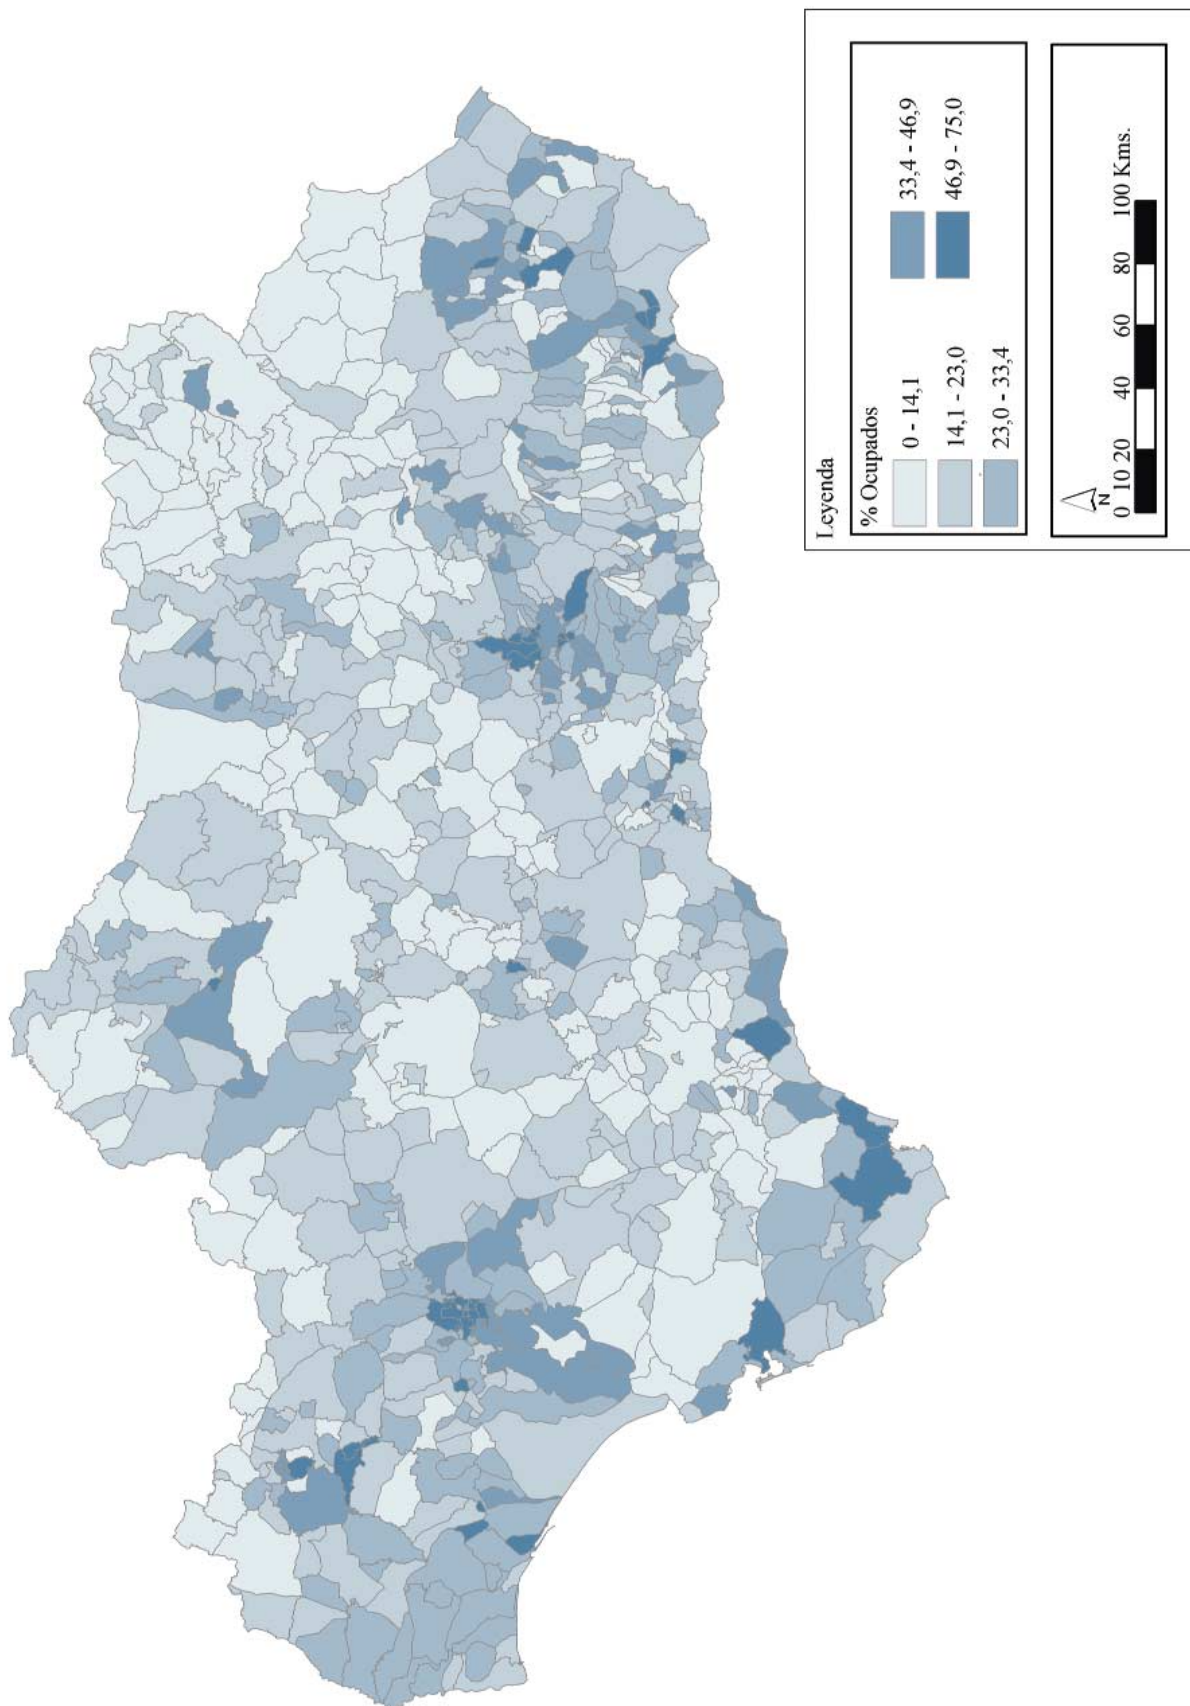 Leyenda
% Ocupados
0 - 14,1
14,1 - 23,0
23,0 - 33,4
33,4 - 46,9
46,9 - 75,0
N
0 10 20 40 60 80 100 Kms.